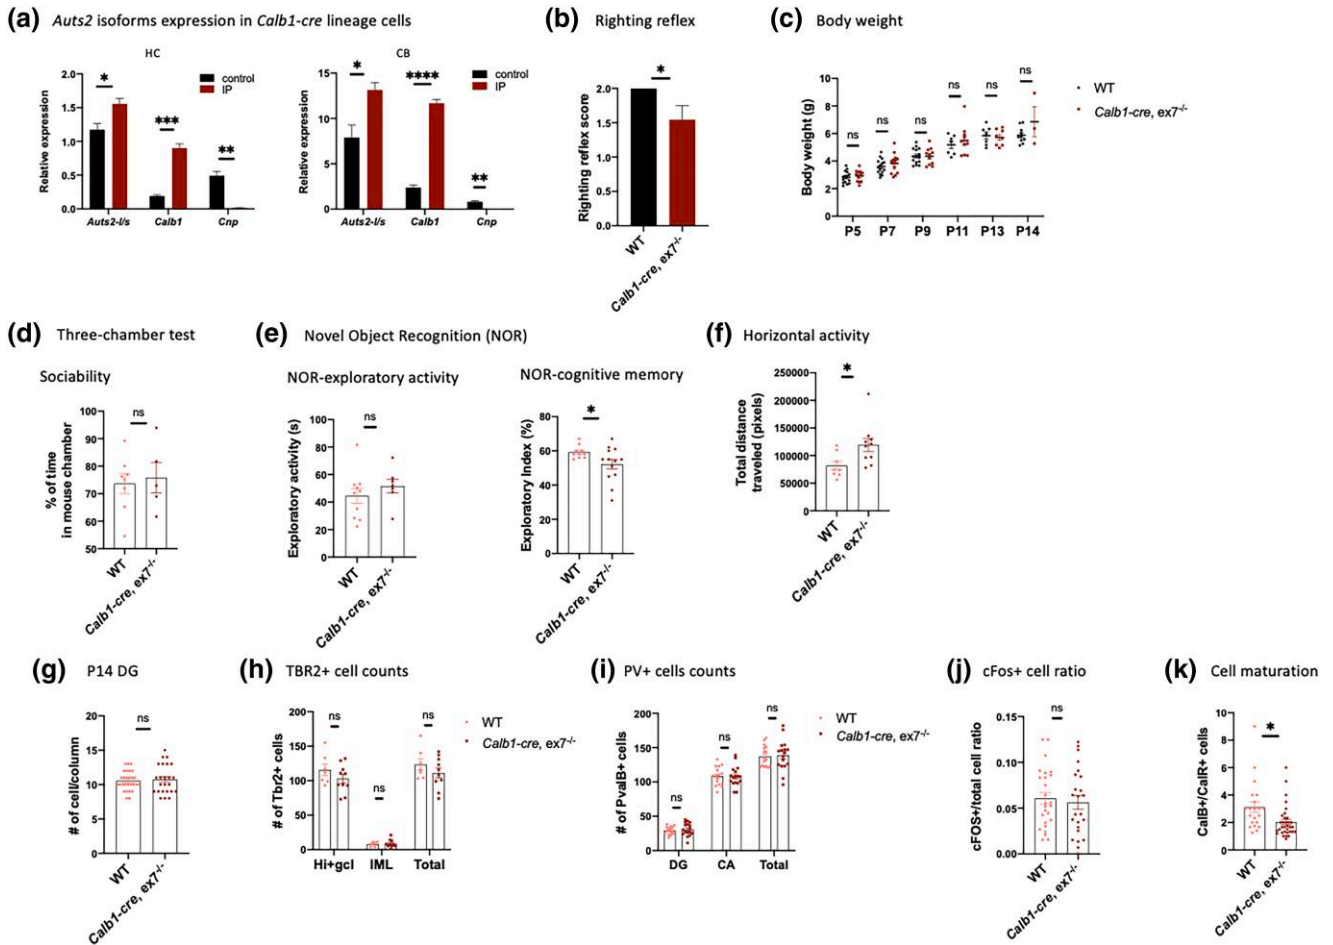 (a) Auts2 isoforms expression in Calb1-cre lineage cells
HC
Relative expression
2.0
1.5
1.0
0.5
0.0
*
***
**
control
IP
Auts2-l/s
Calb1
Cnp
CB
Relative expression
15
10
5
0
*
****
**
control
IP
Auts2-l/s
Calb1
Cnp
(b) Righting reflex
Righting reflex score
2.0
1.5
1.0
0.5
0.0
*
WT
Calb1-cre, ex7-/-
(c) Body weight
Body weight (g)
10
8
6
4
2
0
ns
ns
ns
ns
ns
ns
P5
P7
P9
P11
P13
P14
WT
Calb1-cre, ex7-/-
(d) Three-chamber test
Sociability
% of time
in mouse chamber
100
90
80
70
60
50
ns
WT
Calb1-cre, ex7-/-
(e) Novel Object Recognition (NOR)
NOR-exploratory activity
Exploratory activity (s)
100
80
60
40
20
0
ns
WT
Calb1-cre, ex7-/-
NOR-cognitive memory
Exploratory Index (%)
80
60
40
20
0
*
WT
Calb1-cre, ex7-/-
(f) Horizontal activity
Total distance
traveled (pixels)
250000
200000
150000
100000
50000
0
*
WT
Calb1-cre, ex7-/-
(g) P14 DG
# of cell/column
20
15
10
5
0
ns
WT
Calb1-cre, ex7-/-
(h) TBR2+ cell counts
# of Tbr2+ cells
200
150
100
50
0
ns
ns
ns
Hi+gcl
IML
Total
WT
Calb1-cre, ex7-/-
(i) PV+ cells counts
# of PvalB+ cells
200
150
100
50
0
ns
ns
ns
DG
CA
Total
WT
Calb1-cre, ex7-/-
(j) cFos+ cell ratio
cFOS+/total cell ratio
0.15
0.10
0.05
0.00
ns
WT
Calb1-cre, ex7-/-
(k) Cell maturation
CalB+/CalR+ cells
10
8
6
4
2
0
*
WT
Calb1-cre, ex7-/-